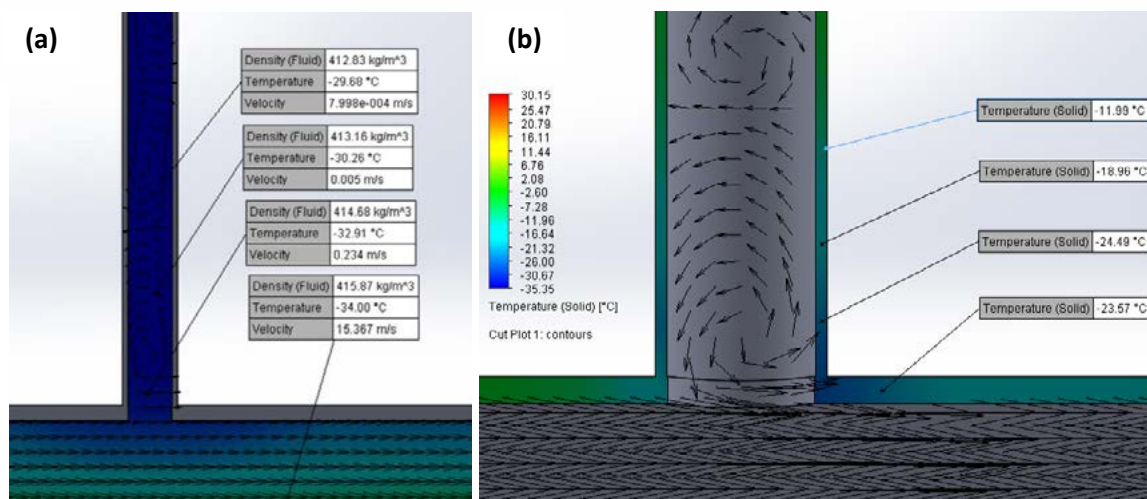 (a)
Density (Fluid) 412.83 kg/m^3
Temperature -29.68 °C
Velocity 7.998e-004 m/s
Density (Fluid) 413.16 kg/m^3
Temperature -30.26 °C
Velocity 0.005 m/s
Density (Fluid) 414.68 kg/m^3
Temperature -32.91 °C
Velocity 0.234 m/s
Density (Fluid) 415.87 kg/m^3
Temperature -34.00 °C
Velocity 15.367 m/s
(b)
30.15
25.47
20.79
16.11
11.44
6.76
2.08
-2.60
-7.28
-11.96
-16.64
-21.32
-26.00
-30.67
-35.35
Temperature (Solid) [°C]
Cut Plot 1: contours
Temperature (Solid) -11.99 °C
Temperature (Solid) -18.96 °C
Temperature (Solid) -24.49 °C
Temperature (Solid) -23.57 °C